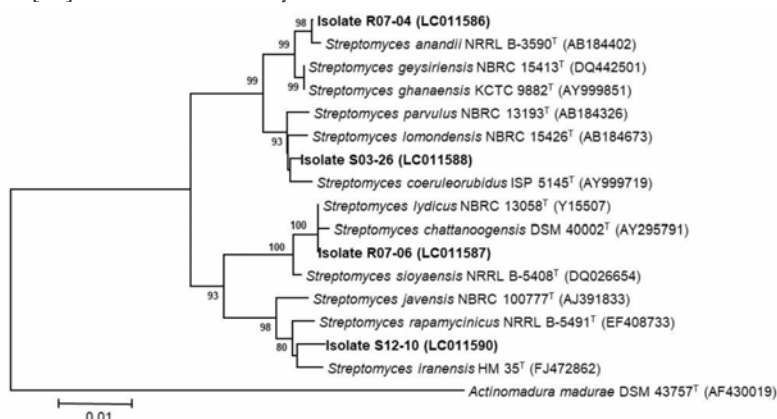 Isolate R07-04 (LC011586)
98
Streptomyces anandii NRRL B-3590ᵀ (AB184402)
99
Streptomyces geysiriensis NBRC 15413ᵀ (DQ442501)
99
Streptomyces ghanaensis KCTC 9882ᵀ (AY999851)
99
Streptomyces parvulus NBRC 13193ᵀ (AB184326)
Streptomyces lomondensis NBRC 15426ᵀ (AB184673)
93
Isolate S03-26 (LC011588)
Streptomyces coeruleorubidus ISP 5145ᵀ (AY999719)
Streptomyces lydicus NBRC 13058ᵀ (Y15507)
100
Streptomyces chattanoogensis DSM 40002ᵀ (AY295791)
100
Isolate R07-06 (LC011587)
Streptomyces sioyaensis NRRL B-5408ᵀ (DQ026654)
93
Streptomyces javensis NBRC 100777ᵀ (AJ391833)
98
Streptomyces rapamycinicus NRRL B-5491ᵀ (EF408733)
80
Isolate S12-10 (LC011590)
Streptomyces iranensis HM 35ᵀ (FJ472862)
Actinomadura madurae DSM 43757ᵀ (AF430019)
0.01